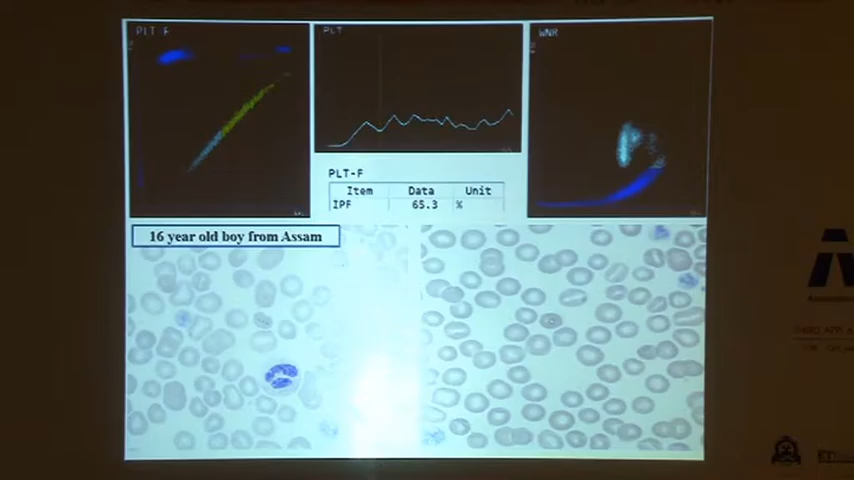 PLT-F
PLT
WNR
PLT-F
Item Data Unit
IPF 65.3 %
16 year old boy from Assam